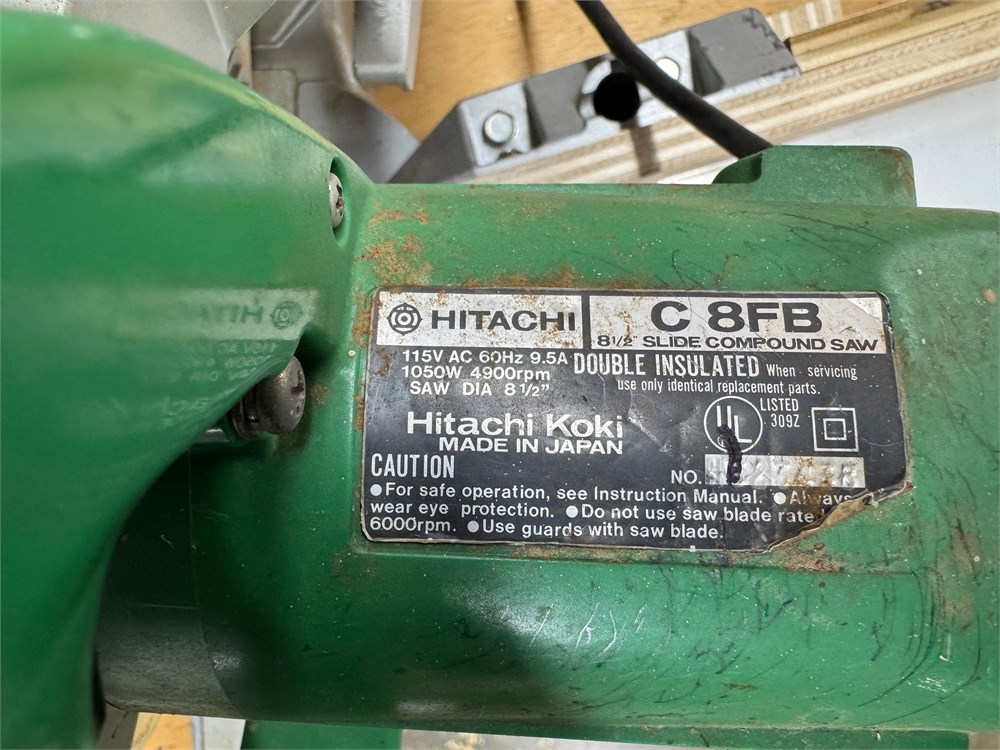 HITACHI
C 8FB
8 1/2" SLIDE COMPOUND SAW
115V AC 60Hz 9.5A
1050W 4900rpm
SAW DIA 8 1/2"
DOUBLE INSULATED When servicing
use only identical replacement parts.
Hitachi Koki
MADE IN JAPAN
UL
LISTED
309Z
NO.
CAUTION
●For safe operation, see Instruction Manual. ●Always
wear eye protection. ●Do not use saw blade rate
6000rpm. ●Use guards with saw blade.